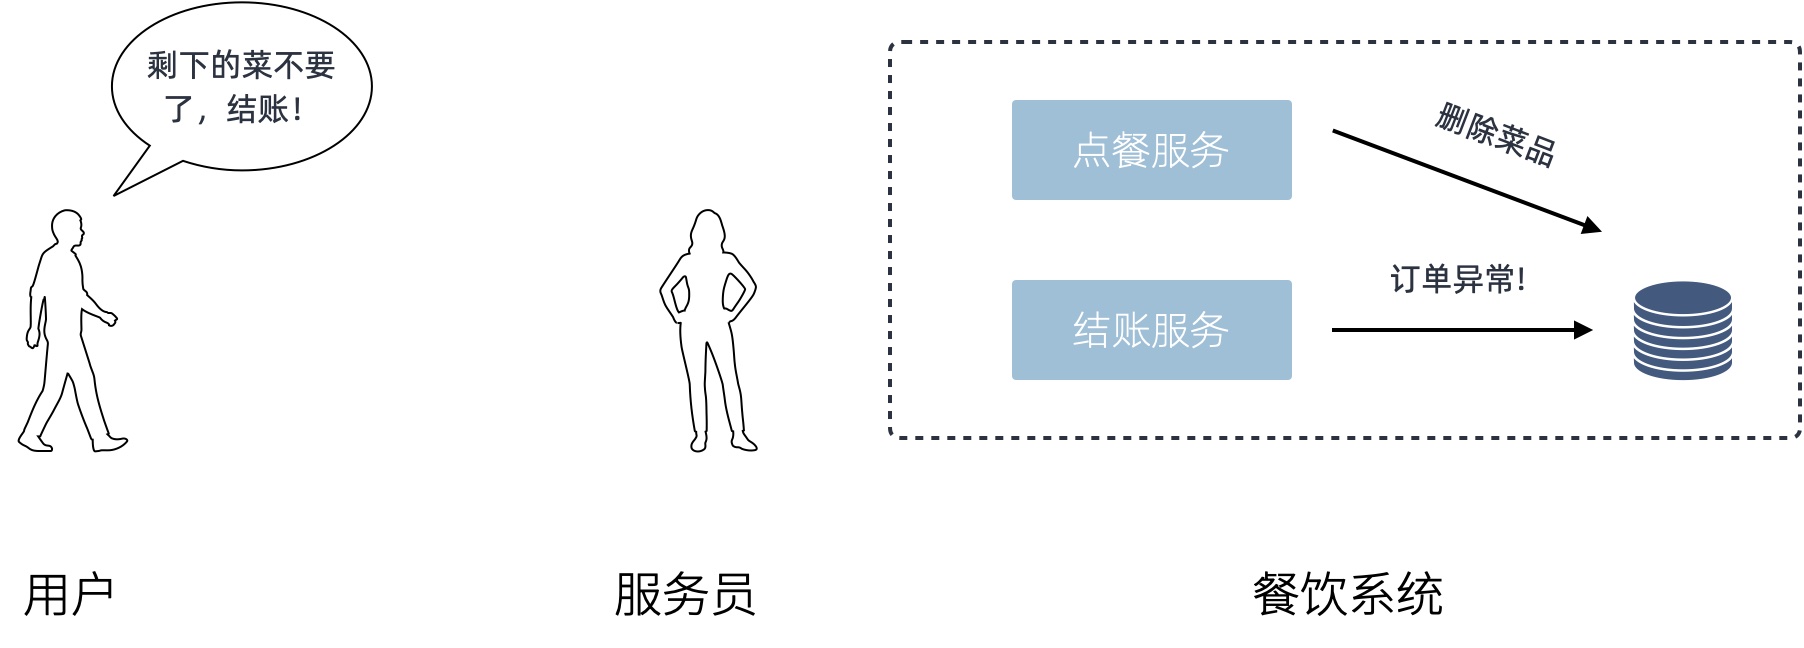 剩下的菜不要
了，结账！
点餐服务
删除菜品
订单异常！
结账服务
用户
服务员
餐饮系统